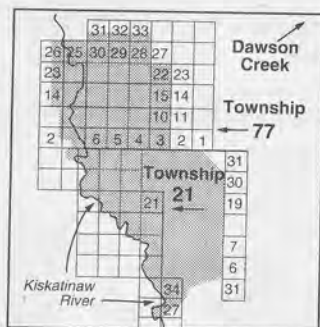 31 32 33
26 25 30 29 28 27
Dawson
Creek
23 22 23
14 15 14
10 11
Township
77
2 6 5 4 3 2 1
31
Township
21
30
21 19
7
6
Kiskatinaw
River
34 31
27